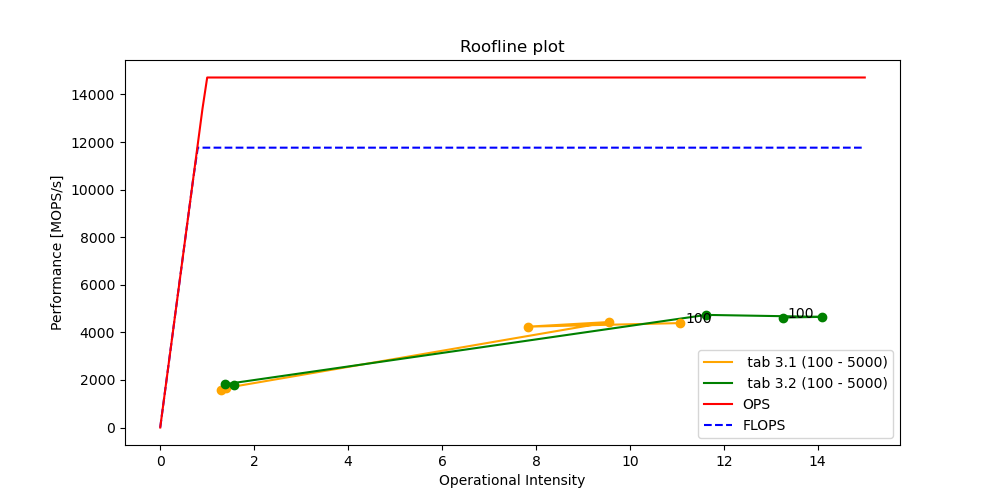 Roofline plot
Performance [MOPS/s]
14000
12000
10000
8000
6000
4000
2000
0
100
100
tab 3.1 (100 - 5000)
tab 3.2 (100 - 5000)
OPS
FLOPS
0 2 4 6 8 10 12 14
Operational Intensity